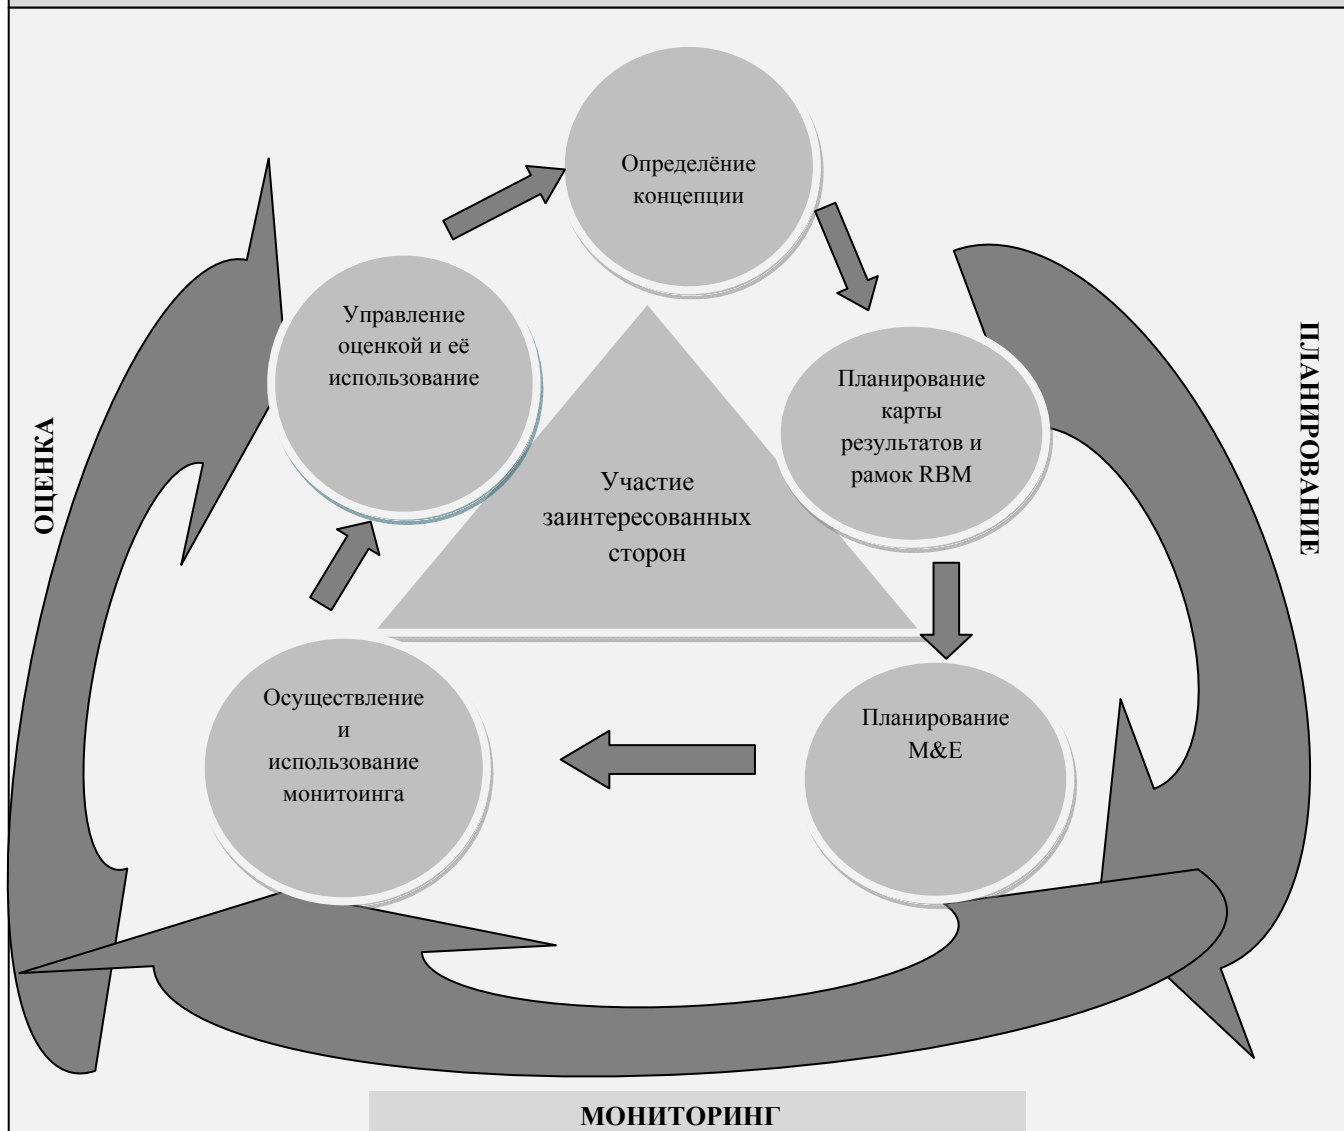 Определёние
концепции
Управление
оценкой и её
использование
Планирование
карты
результатов и
рамок RBM
ОЦЕНКА
ПЛАНИРОВАНИЕ
Участие
заинтересованных
сторон
Осуществление
и
использование
монитоинга
Планирование
M&E
МОНИТОРИНГ